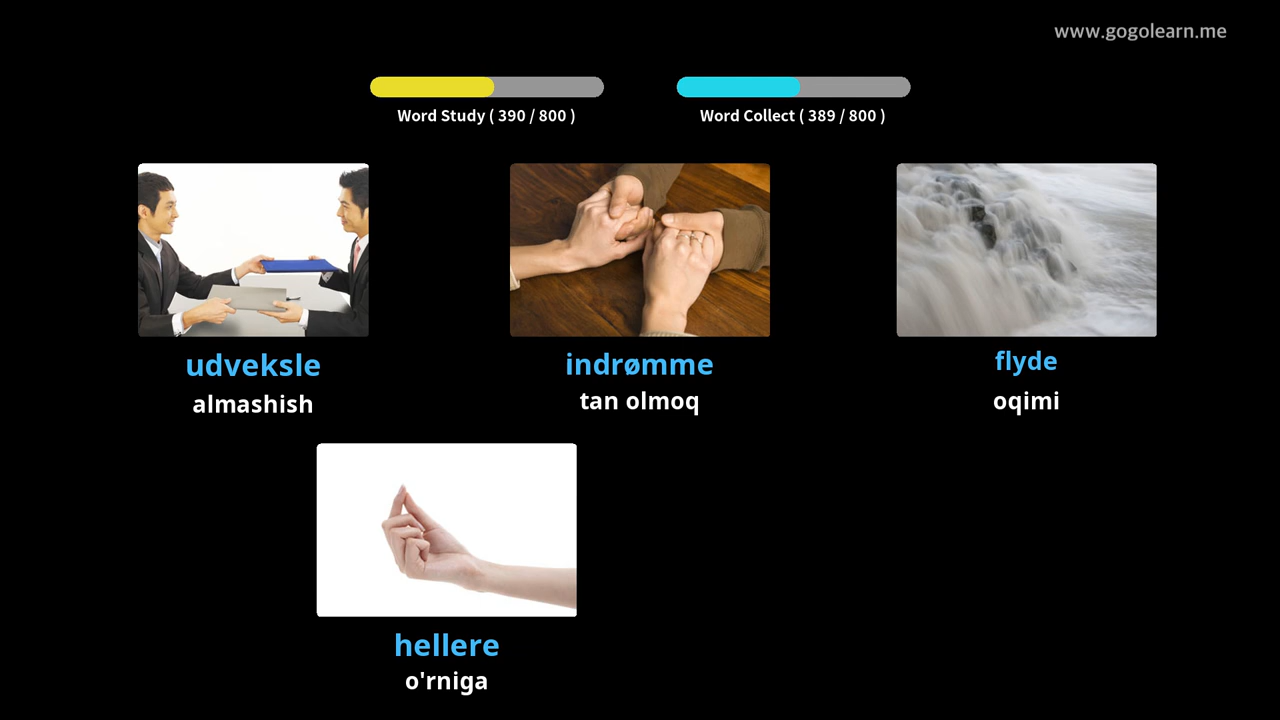 www.gogolearn.me
Word Study ( 390 / 800 )
Word Collect ( 389 / 800 )
udveksle
almashish
indrømme
tan olmoq
flyde
oqimi
hellere
o'rniga